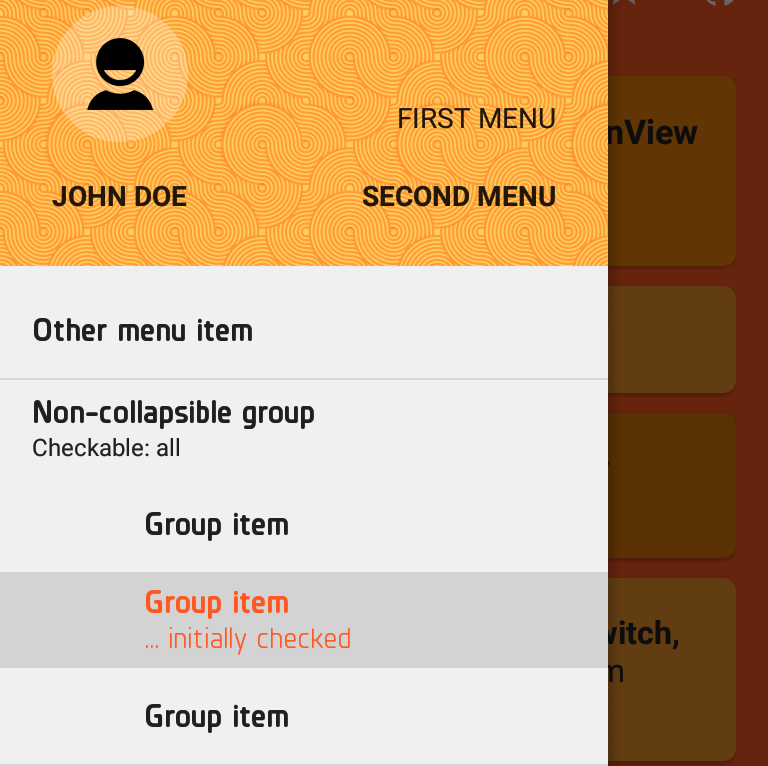 FIRST MENU
JOHN DOE
SECOND MENU
nView
Other menu item
Non-collapsible group
Checkable: all
Group item
Group item
... initially checked
Group item
witch,
m